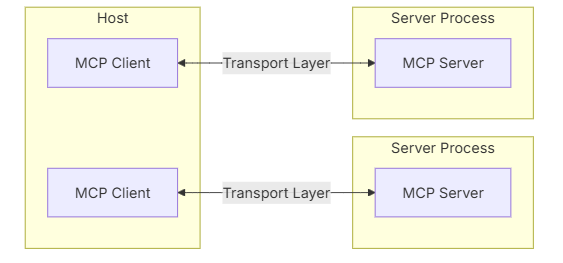 Host
Server Process
MCP Client
Transport Layer
MCP Server
Server Process
MCP Client
Transport Layer
MCP Server